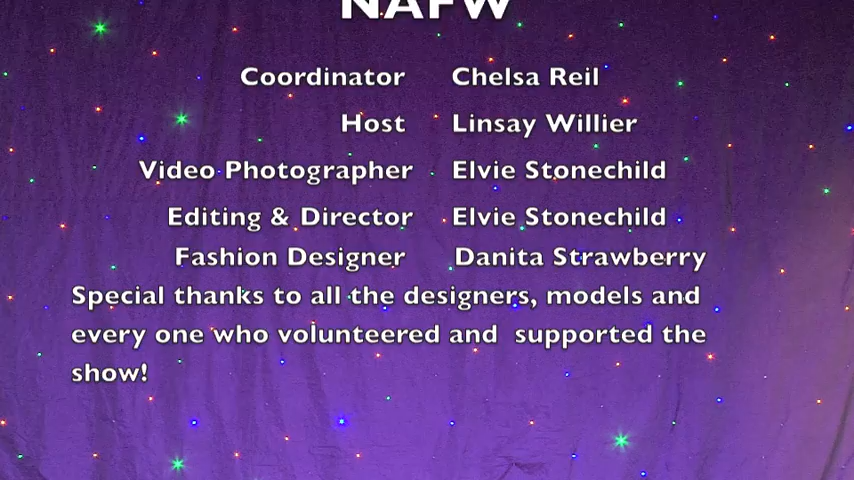 NAFW
Coordinator Chelsa Reil
Host Linsay Willier
Video Photographer Elvie Stonechild
Editing & Director Elvie Stonechild
Fashion Designer Danita Strawberry
Special thanks to all the designers, models and
every one who volunteered and supported the
show!